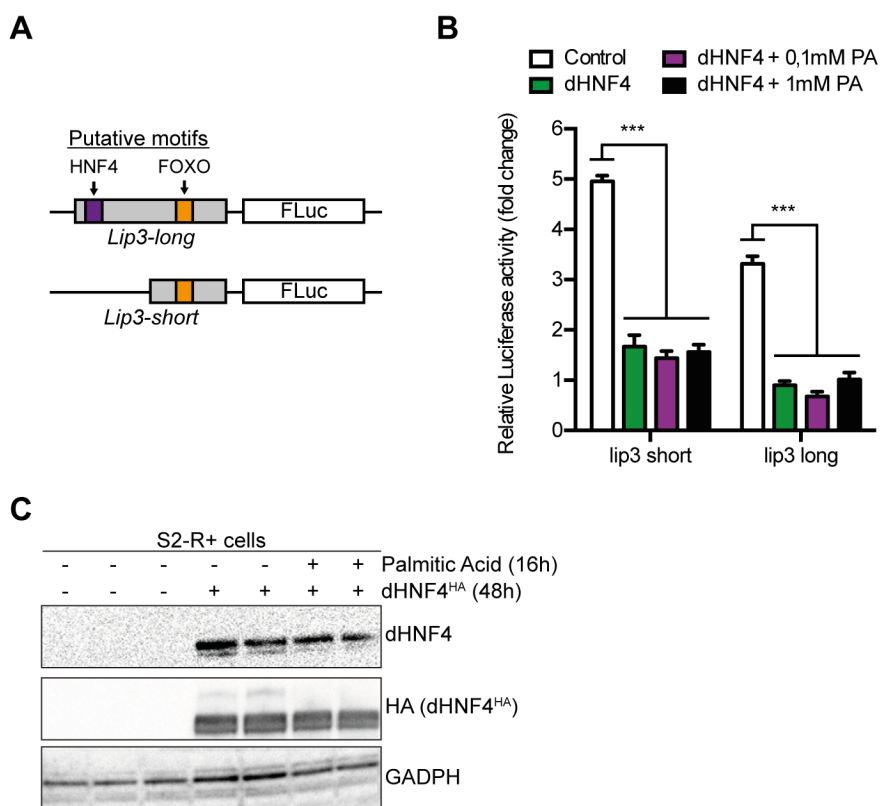 A
Putative motifs
HNF4 FOXO
FLuc
Lip3-long
FLuc
Lip3-short
B
Control
dHNF4
dHNF4 + 0,1mM PA
dHNF4 + 1mM PA
Relative Luciferase activity (fold change)
6
5
4
3
2
1
0
***
***
lip3 short
lip3 long
C
S2-R+ cells
- - - - - + + Palmitic Acid (16h)
- - - + + + + dHNF4HA (48h)
dHNF4
HA (dHNF4HA)
GADPH